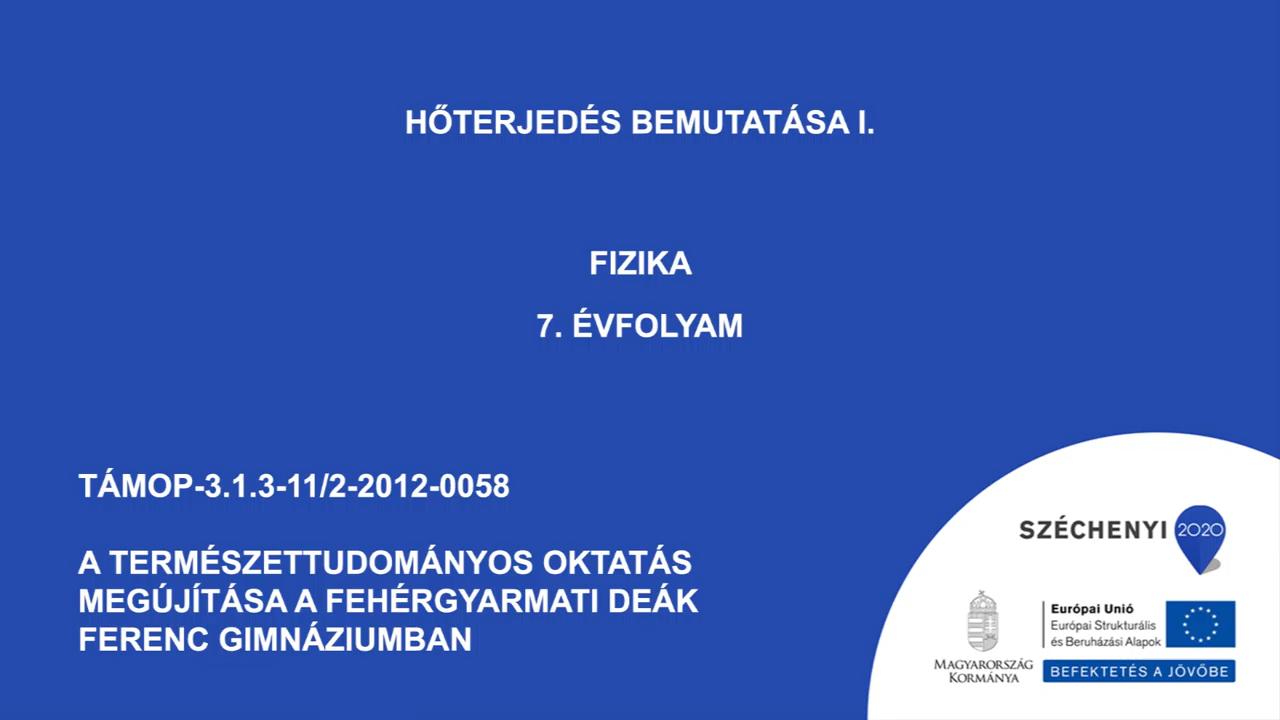 HŐTERJEDÉS BEMUTATÁSA I.
FIZIKA
7. ÉVFOLYAM
TÁMOP-3.1.3-11/2-2012-0058
A TERMÉSZETTUDOMÁNYOS OKTATÁS
MEGÚJÍTÁSA A FEHÉRGYARMATI DEÁK
FERENC GIMNÁZIUMBAN
SZÉCHENYI 2020
MAGYARORSZÁG
KORMÁNYA
Európai Unió
Európai Strukturális
és Beruházási Alapok
BEFEKTETÉS A JÖVŐBE